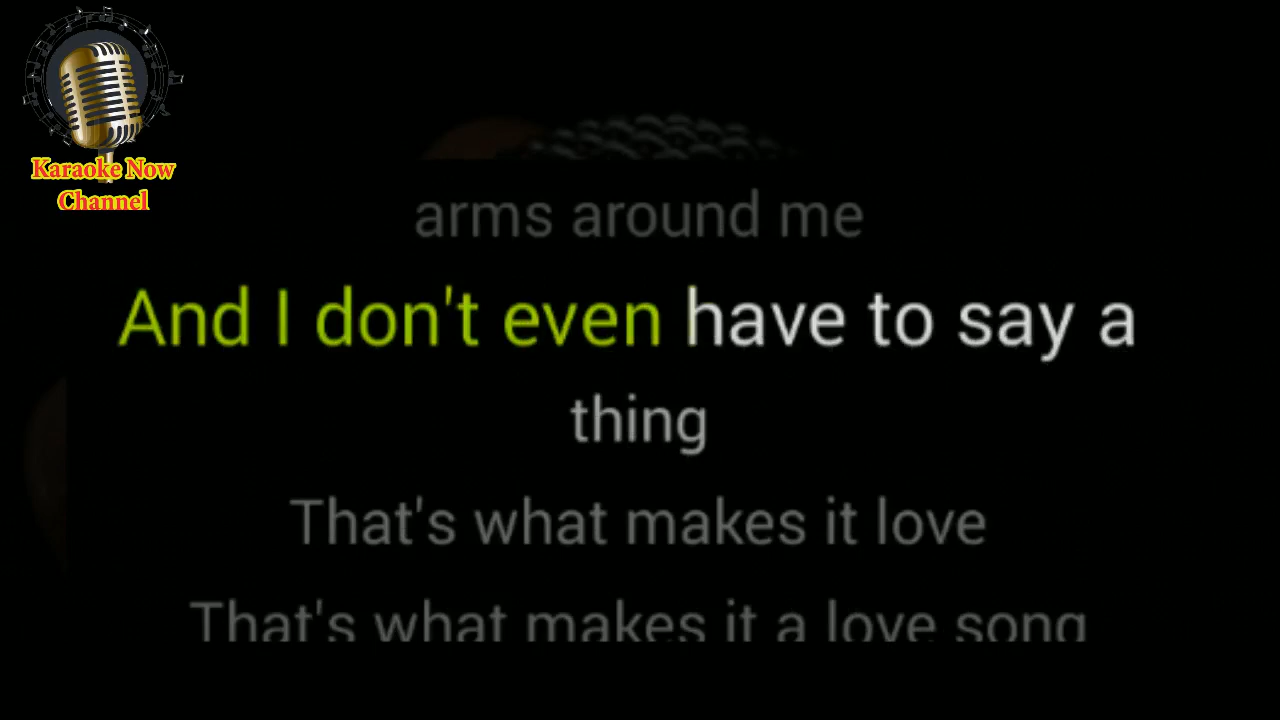 Karaoke Now
Channel
arms around me
And I don't even have to say a
thing
That's what makes it love
That's what makes it a love song